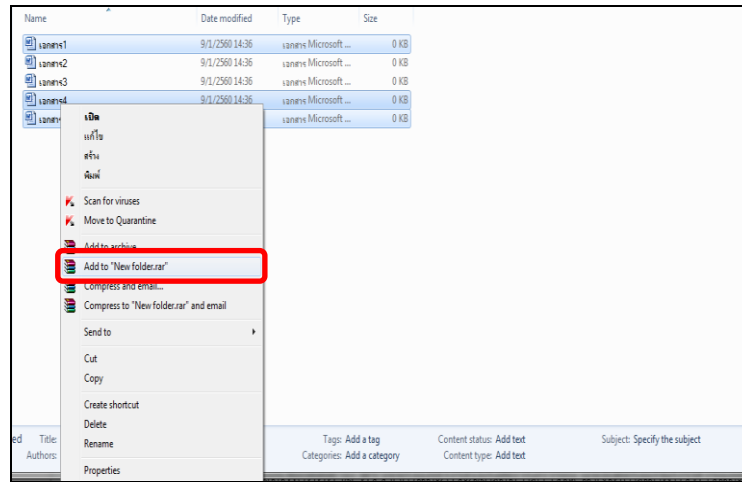 Name Date modified Type Size
เอกสาร1 9/1/2560 14:36 เอกสาร Microsoft ... 0 KB
เอกสาร2 9/1/2560 14:36 เอกสาร Microsoft ... 0 KB
เอกสาร3 9/1/2560 14:36 เอกสาร Microsoft ... 0 KB
เอกสาร4 9/1/2560 14:36 เอกสาร Microsoft ... 0 KB
เอกสาร เอกสาร Microsoft ... 0 KB
เปิด
แก้ไข
สร้าง
พิมพ์
Scan for viruses
Move to Quarantine
Add to archive...
Add to "New folder.rar"
Compress and email...
Compress to "New folder.rar" and email
Send to
Cut
Copy
Create shortcut
Delete
Rename
Properties
ed Title: Tags: Add a tag Content status: Add text Subject: Specify the subject
Authors: Categories: Add a category Content type: Add text